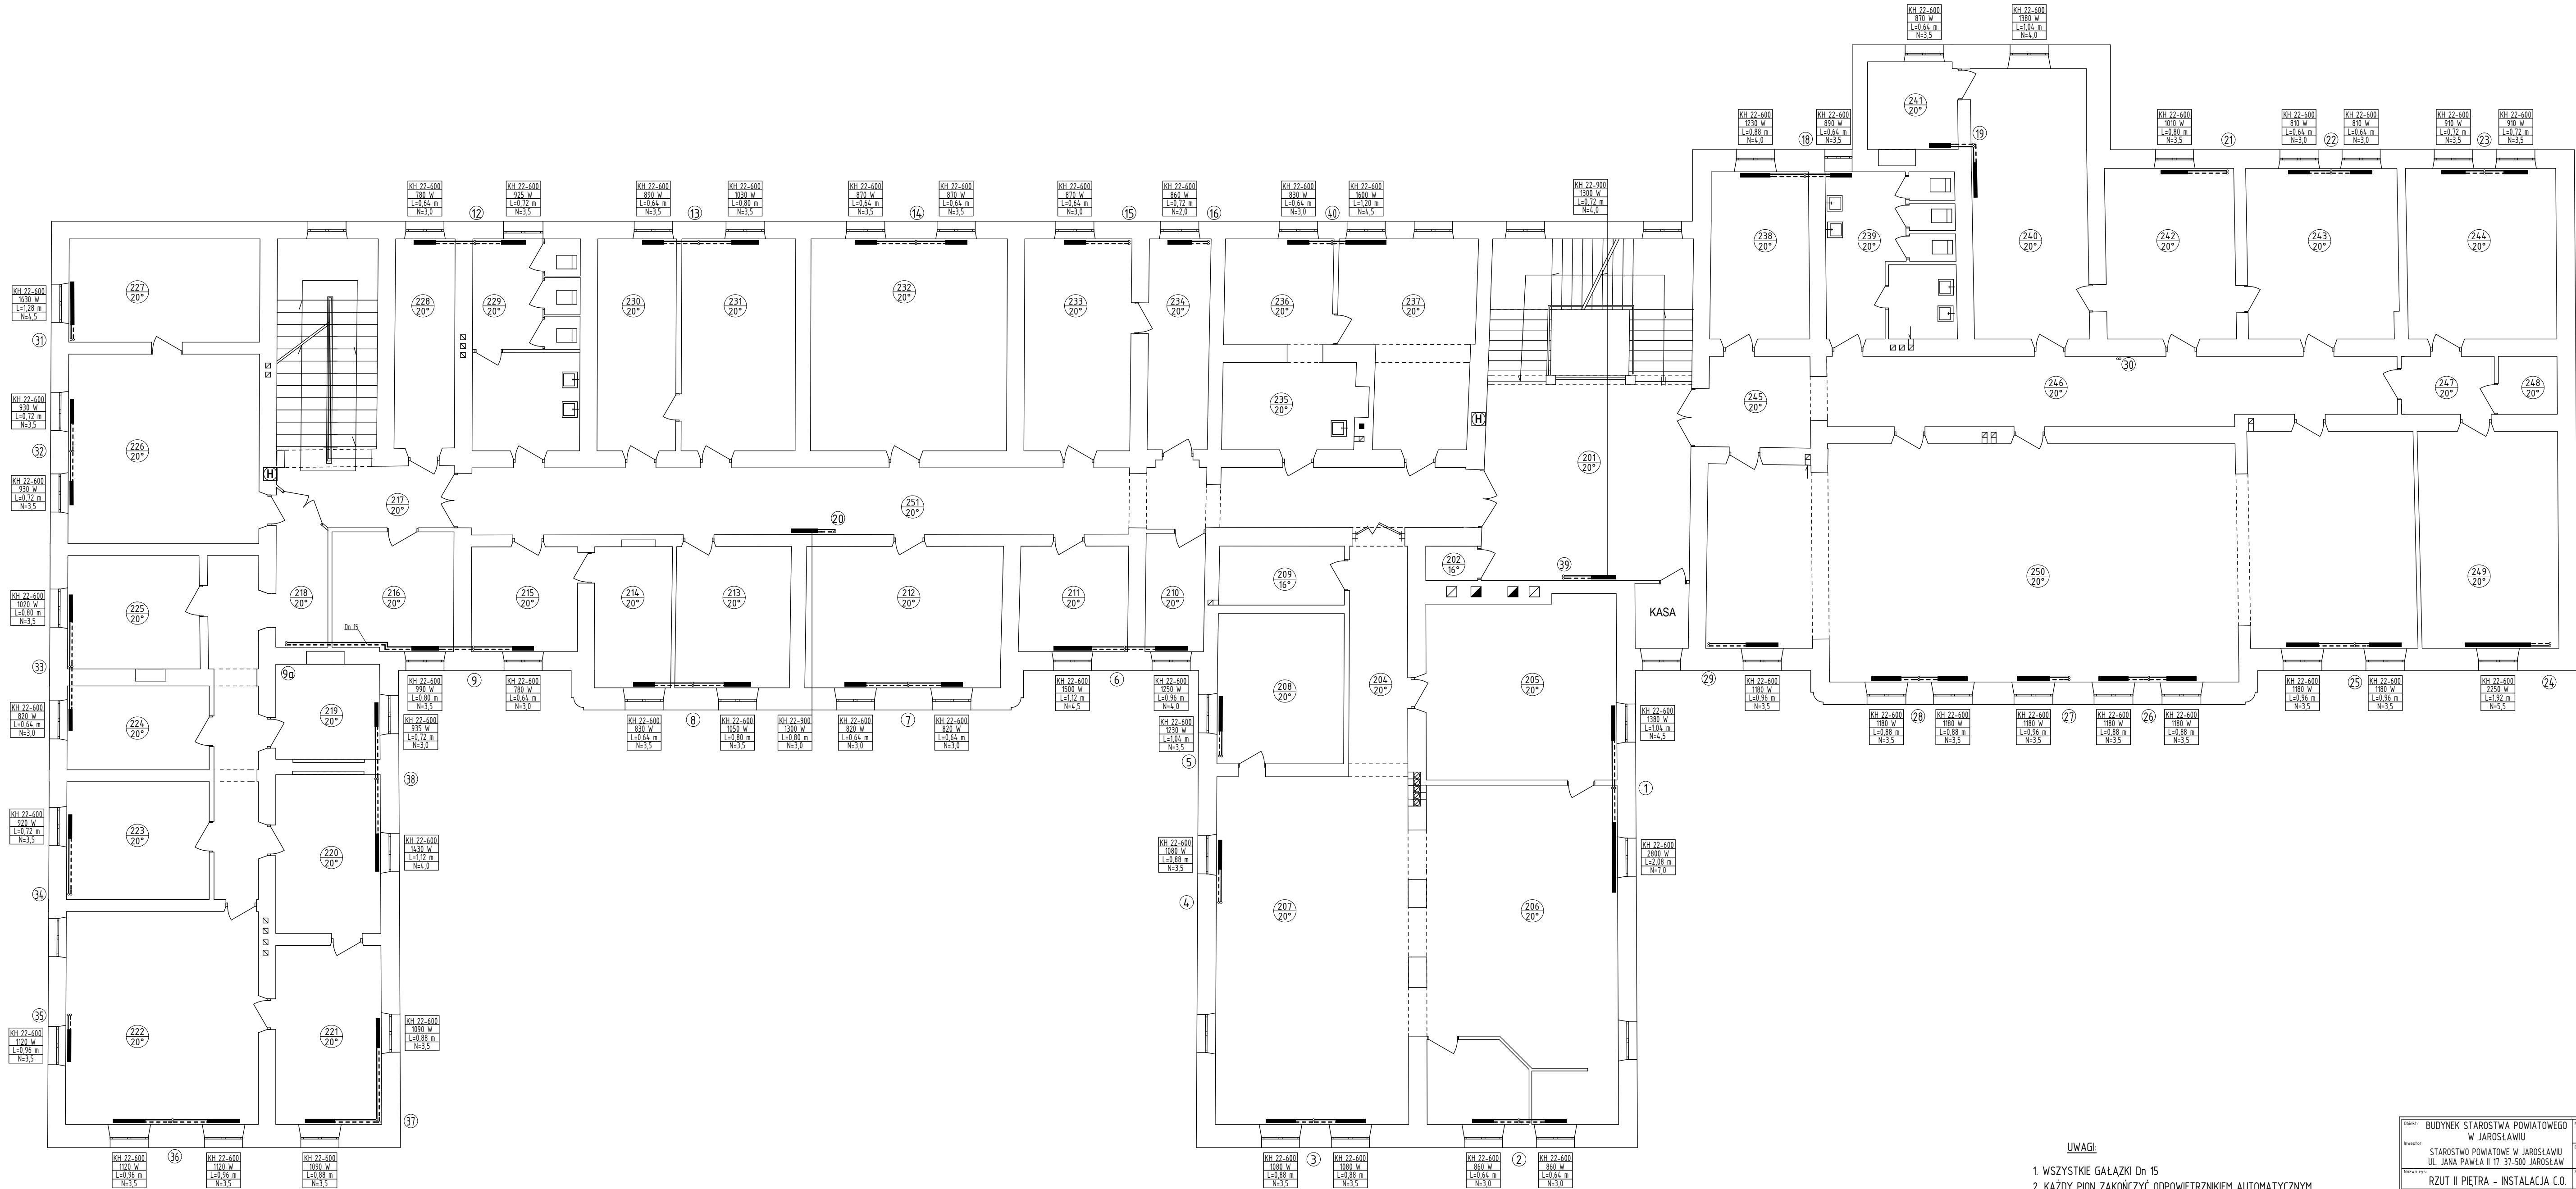 KH 22-600
870 W
L=0,64 m
N=3,5
KH 22-600
1380 W
L=1,04 m
N=4,0
KH 22-600
1230 W
L=0,88 m
N=4,0
18
KH 22-600
890 W
L=0,64 m
N=3,5
241
20°
19
KH 22-600
1010 W
L=0,80 m
N=3,5
21
KH 22-600
810 W
L=0,64 m
N=3,0
22
KH 22-600
810 W
L=0,64 m
N=3,0
KH 22-600
910 W
L=0,72 m
N=3,5
23
KH 22-600
910 W
L=0,72 m
N=3,5
KH 22-600
780 W
L=0,64 m
N=3,0
12
KH 22-600
925 W
L=0,72 m
N=3,5
KH 22-600
890 W
L=0,64 m
N=3,5
13
KH 22-600
1030 W
L=0,80 m
N=3,5
KH 22-600
870 W
L=0,64 m
N=3,5
14
KH 22-600
870 W
L=0,64 m
N=3,5
KH 22-600
870 W
L=0,64 m
N=3,0
15
KH 22-600
860 W
L=0,72 m
N=2,0
16
KH 22-600
830 W
L=0,64 m
N=3,0
40
KH 22-600
1600 W
L=1,20 m
N=4,5
KH 22-900
1300 W
L=0,72 m
N=4,0
238
20°
239
20°
240
20°
242
20°
243
20°
244
20°
227
20°
228
20°
229
20°
230
20°
231
20°
232
20°
233
20°
234
20°
236
20°
237
20°
KH 22-600
1630 W
L=1,28 m
N=4,5
31
30
245
20°
246
20°
247
20°
248
20°
235
20°
H
KH 22-600
930 W
L=0,72 m
N=3,5
32
226
20°
KH 22-600
930 W
L=0,72 m
N=3,5
H
201
20°
217
20°
251
20°
20
39
202
16°
209
16°
KH 22-600
1020 W
L=0,80 m
N=3,5
225
20°
218
20°
216
20°
215
20°
214
20°
213
20°
212
20°
211
20°
210
20°
250
20°
249
20°
KASA
Dn 15
33
9a
9
6
29
25
24
KH 22-600
990 W
L=0,80 m
N=3,5
KH 22-600
780 W
L=0,64 m
N=3,0
KH 22-600
1500 W
L=1,12 m
N=4,5
KH 22-600
1250 W
L=0,96 m
N=4,0
208
20°
204
20°
205
20°
KH 22-600
1180 W
L=0,96 m
N=3,5
KH 22-600
1180 W
L=0,96 m
N=3,5
KH 22-600
1180 W
L=0,96 m
N=3,5
KH 22-600
2250 W
L=1,92 m
N=5,5
KH 22-600
820 W
L=0,64 m
N=3,0
224
20°
219
20°
KH 22-600
935 W
L=0,72 m
N=3,0
KH 22-600
830 W
L=0,64 m
N=3,5
8
KH 22-600
1050 W
L=0,80 m
N=3,5
KH 22-900
1300 W
L=0,80 m
N=3,0
KH 22-600
820 W
L=0,64 m
N=3,0
7
KH 22-600
820 W
L=0,64 m
N=3,0
KH 22-600
1230 W
L=1,04 m
N=3,5
5
KH 22-600
1380 W
L=1,04 m
N=4,5
KH 22-600
1180 W
L=0,88 m
N=3,5
28
KH 22-600
1180 W
L=0,88 m
N=3,5
KH 22-600
1180 W
L=0,96 m
N=3,5
27
KH 22-600
1180 W
L=0,88 m
N=3,5
26
KH 22-600
1180 W
L=0,88 m
N=3,5
38
1
KH 22-600
920 W
L=0,72 m
N=3,5
223
20°
220
20°
KH 22-600
1430 W
L=1,12 m
N=4,0
KH 22-600
1080 W
L=0,88 m
N=3,5
KH 22-600
2800 W
L=2,08 m
N=7,0
34
4
207
20°
206
20°
35
KH 22-600
1120 W
L=0,96 m
N=3,5
222
20°
221
20°
KH 22-600
1090 W
L=0,88 m
N=3,5
37
KH 22-600
1120 W
L=0,96 m
N=3,5
36
KH 22-600
1120 W
L=0,96 m
N=3,5
KH 22-600
1090 W
L=0,88 m
N=3,5
KH 22-600
1080 W
L=0,88 m
N=3,5
3
KH 22-600
1080 W
L=0,88 m
N=3,5
KH 22-600
860 W
L=0,64 m
N=3,0
2
KH 22-600
860 W
L=0,64 m
N=3,0
UWAGI:
1. WSZYSTKIE GAŁĄZKI Dn 15
2. KAŻDY PION ZAKOŃCZYĆ ODPOWIETRZNIKIEM AUTOMATYCZNYM
Obiekt:
BUDYNEK STAROSTWA POWIATOWEGO
W JAROSŁAWIU
Inwestor:
STAROSTWO POWIATOWE W JAROSŁAWIU
UL. JANA PAWŁA II 17. 37-500 JAROSŁAW
Nazwa rys.
RZUT II PIĘTRA - INSTALACJA C.O.